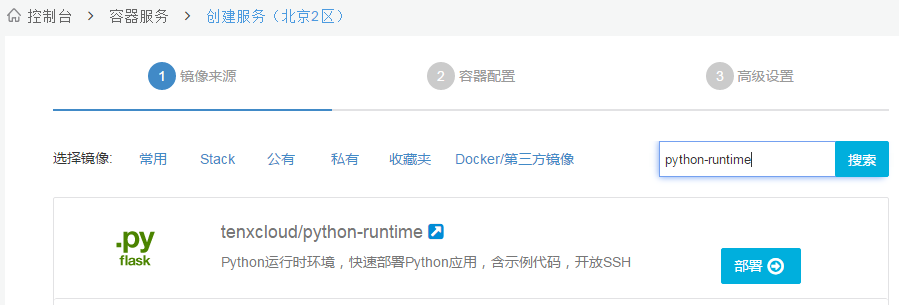 控制台 > 容器服务 > 创建服务（北京2区）
1 镜像来源 2 容器配置 3 高级设置
选择镜像: 常用 Stack 公有 私有 收藏夹 Docker/第三方镜像 python-runtime 搜索
.py
flask
tenxcloud/python-runtime
Python运行时环境，快速部署Python应用，含示例代码，开放SSH
部署